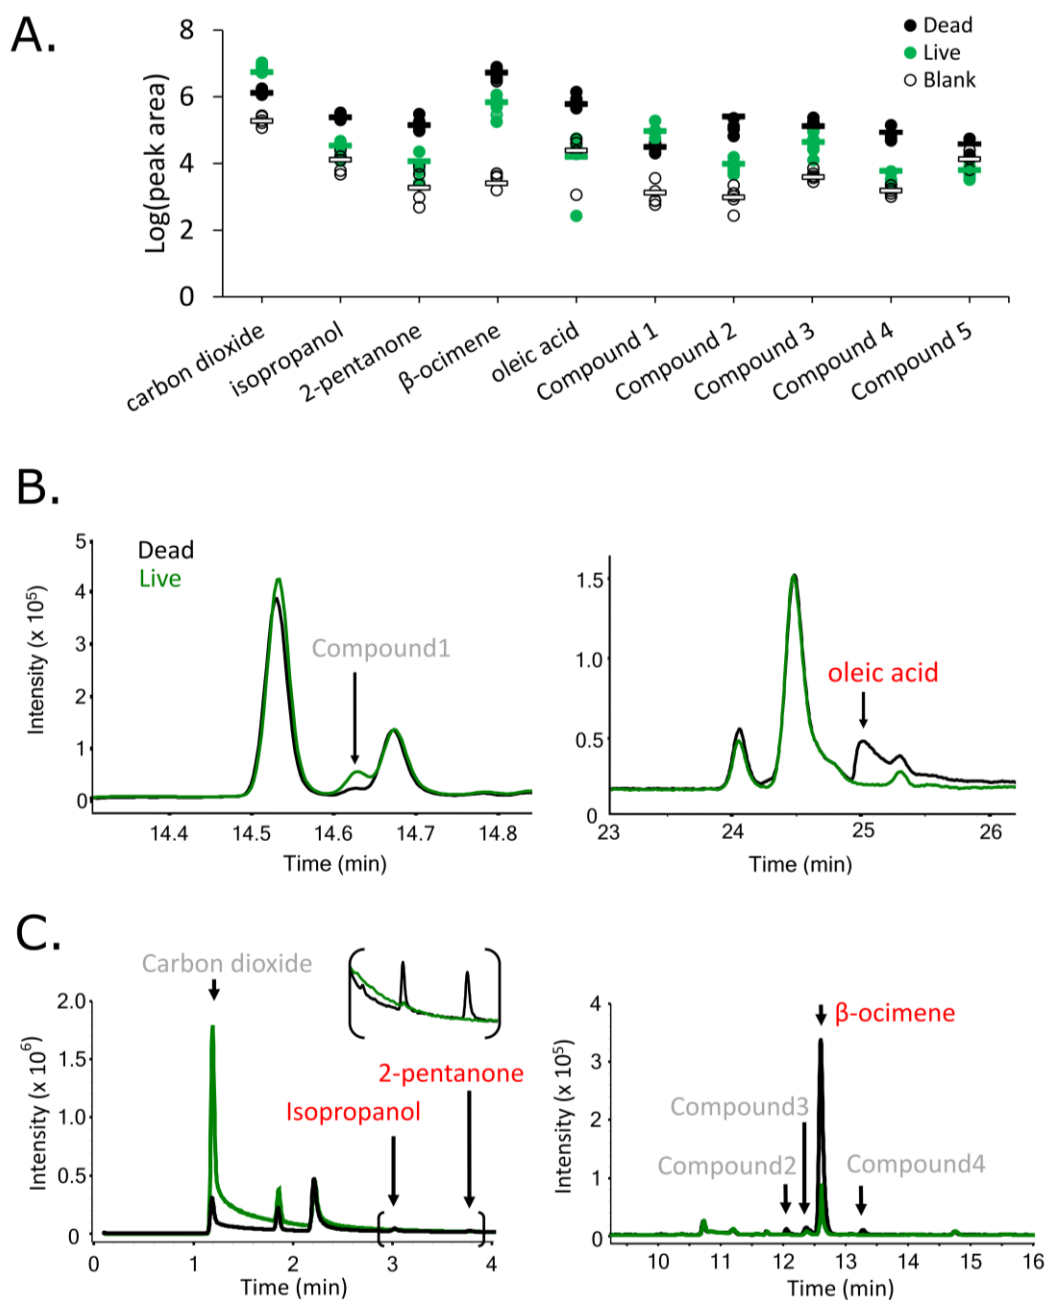 A.
8
6
4
2
0
Log(peak area)
Dead
Live
Blank
carbon dioxide
isopropanol
2-pentanone
β-ocimene
oleic acid
Compound 1
Compound 2
Compound 3
Compound 4
Compound 5
B.
5
4
3
2
1
0
Intensity (x 10⁵)
Dead
Live
Compound1
14.4
14.5
14.6
14.7
14.8
Time (min)
1.5
1.0
0.5
0
oleic acid
23
24
25
26
Time (min)
C.
Carbon dioxide
2.0
1.5
1.0
0.5
0
Intensity (x 10⁶)
2-pentanone
Isopropanol
0
1
2
3
4
Time (min)
4
3
2
1
0
Intensity (x 10⁵)
β-ocimene
Compound3
Compound2
Compound4
10
11
12
13
14
15
16
Time (min)